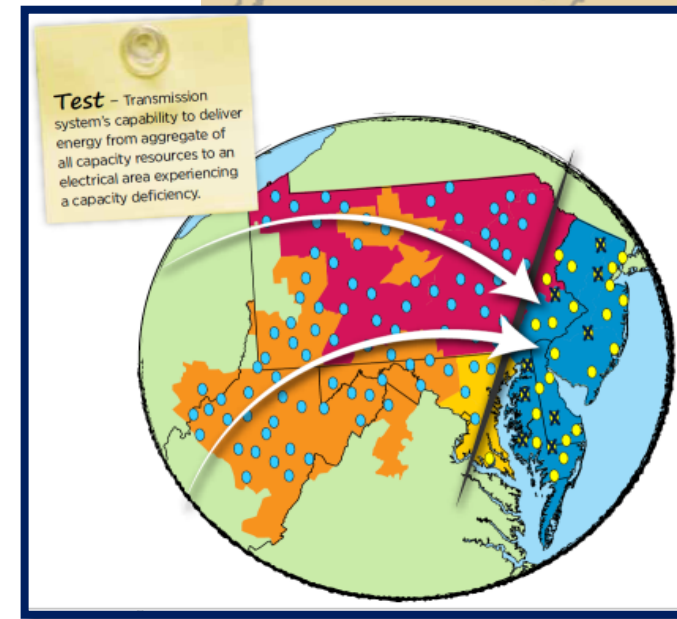 Test – Transmission
system's capability to deliver
energy from aggregate of
all capacity resources to an
electrical area experiencing
a capacity deficiency.